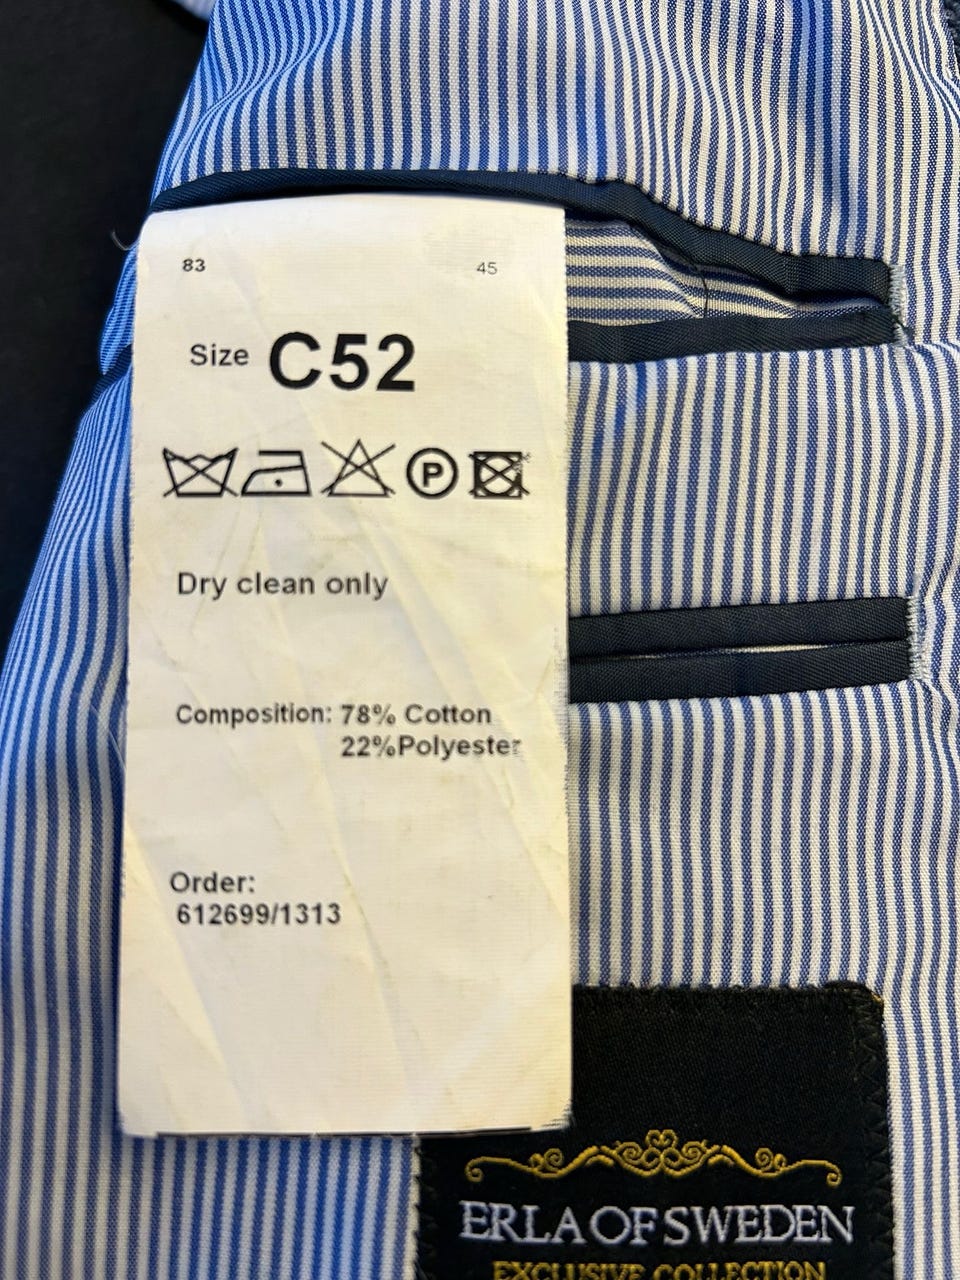 83 45
Size C52
P
Dry clean only
Composition: 78% Cotton
22%Polyester
Order:
612699/1313
ERLA OF SWEDEN
EXCLUSIVE COLLECTION